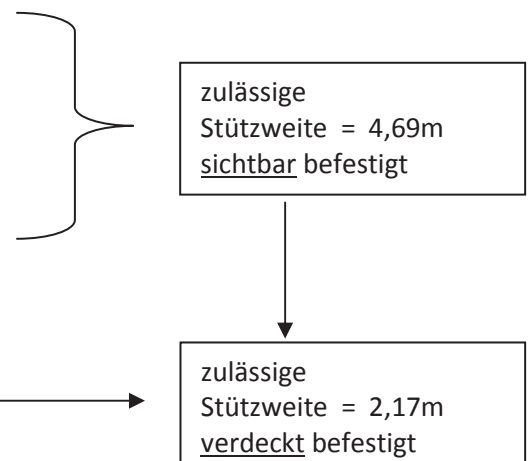 zulässige
Stützweite = 4,69m
sichtbar befestigt
zulässige
Stützweite = 2,17m
verdeckt befestigt